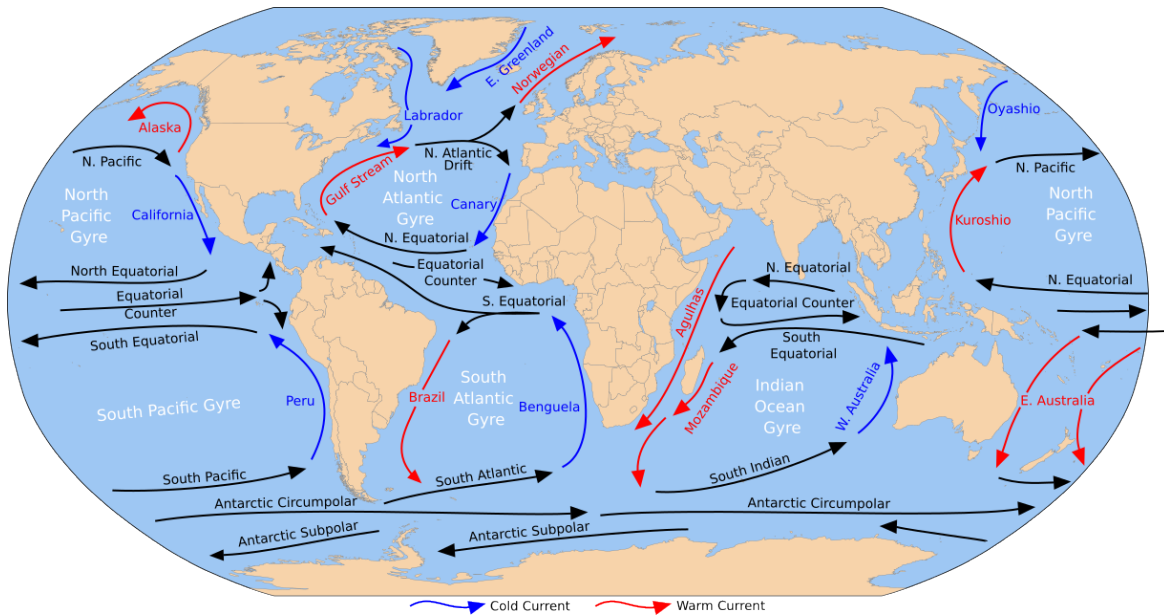 E. Greenland
Norwegian
Labrador
Oyashio
Alaska
N. Pacific
N. Atlantic
Drift
Gulf Stream
N. Pacific
North
Pacific
Gyre
California
North
Atlantic
Gyre
Canary
Kuroshio
North
Pacific
Gyre
N. Equatorial
North Equatorial
Equatorial
Counter
N. Equatorial
N. Equatorial
Equatorial
Counter
S. Equatorial
Agulhas
Equatorial Counter
South Equatorial
South
Equatorial
South Pacific Gyre
Peru
Brazil
South
Atlantic
Gyre
Benguela
Mozambique
Indian
Ocean
Gyre
W. Australia
E. Australia
South Pacific
South Atlantic
South Indian
Antarctic Circumpolar
Antarctic Circumpolar
Antarctic Subpolar
Antarctic Subpolar
Cold Current
Warm Current